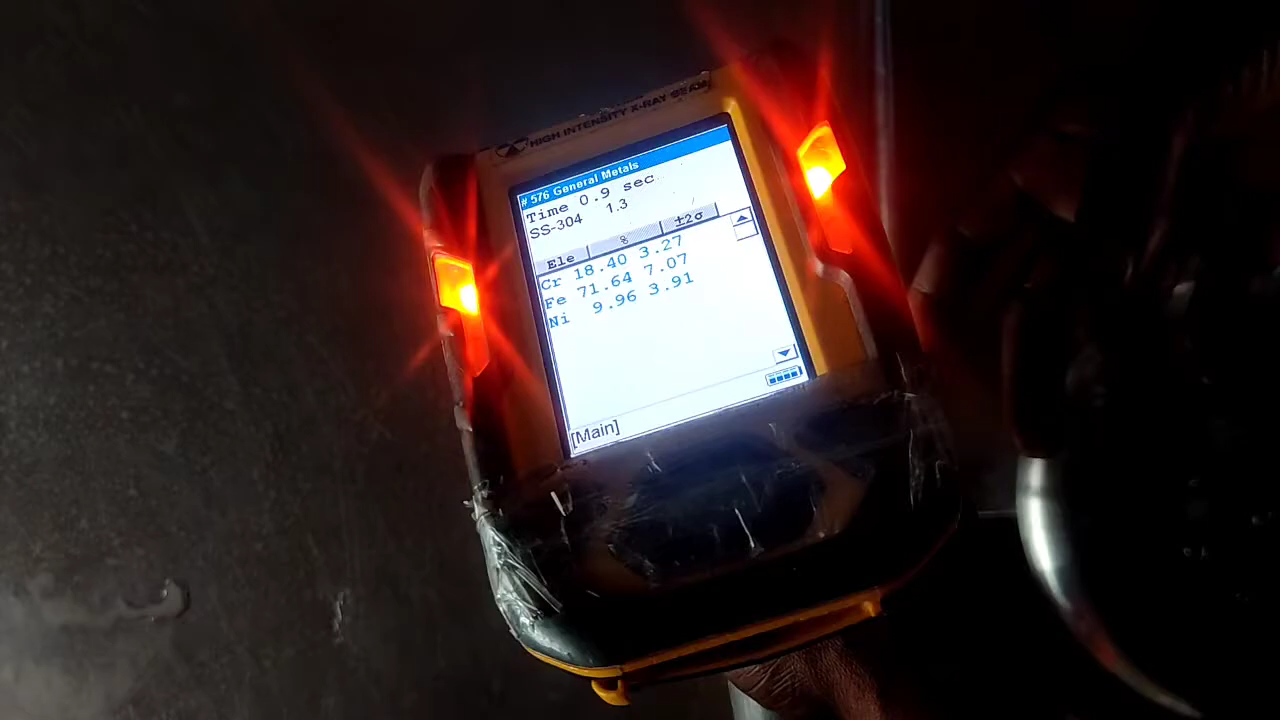 HIGH INTENSITY X-RAY BEAM
# 576 General Metals
Time 0.9 sec
SS-304 1.3
Ele % ±2σ
Cr 18.40 3.27
Fe 71.64 7.07
Ni 9.96 3.91
[Main]